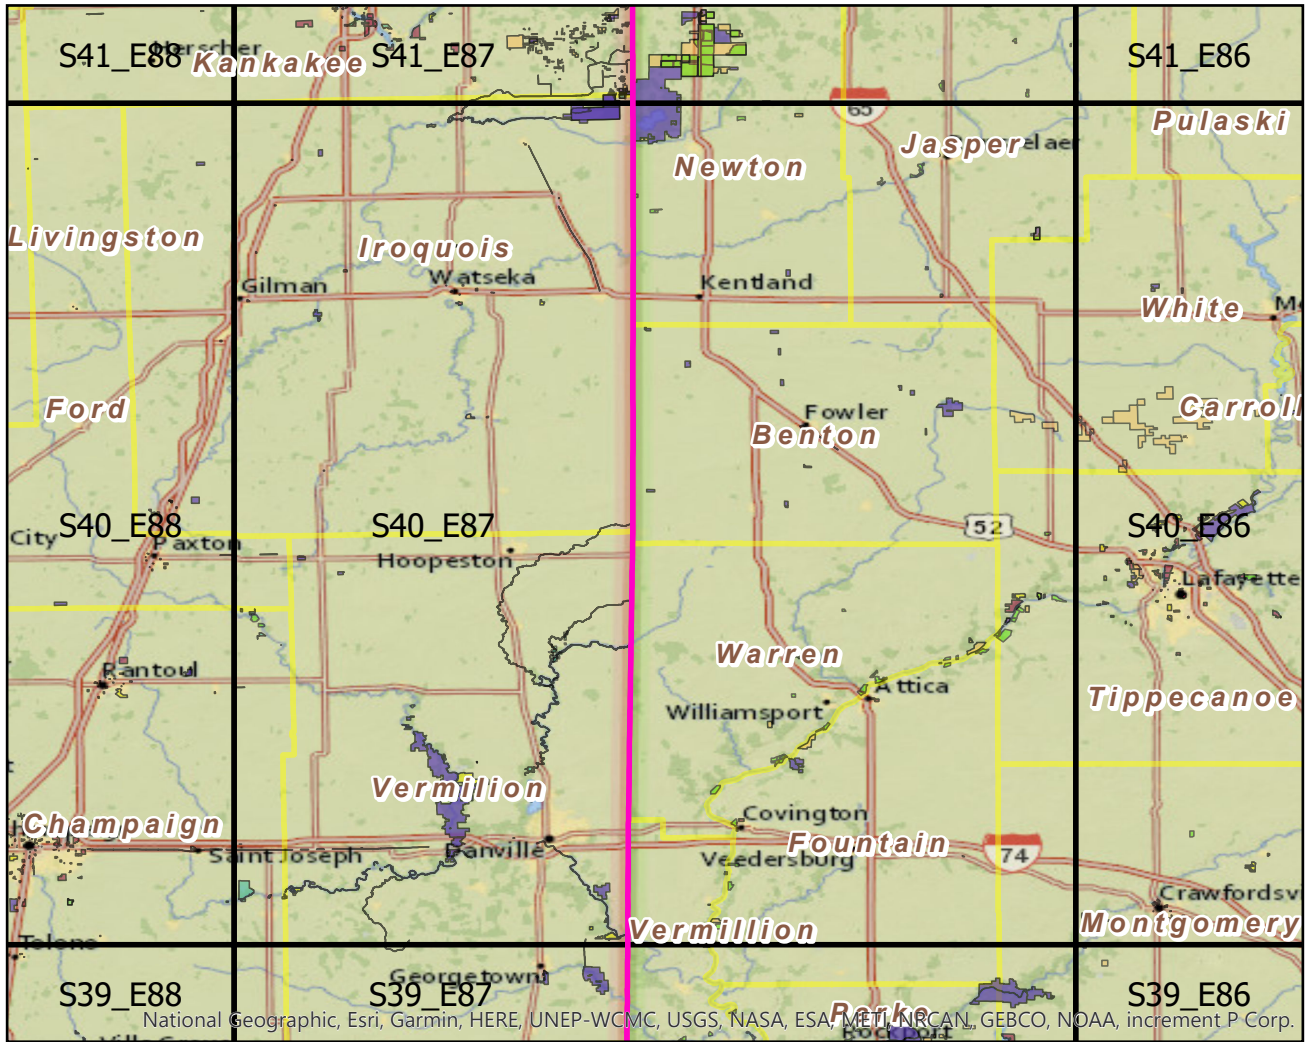 S41_E88
Kankakee
S41_E87
S41_E86
65
Pulaski
Jasper
Newton
Livingston
Iroquois
Gilman
Watseka
Kentland
White
Ford
Carroll
Fowler
Benton
S40_E88
City
Paxton
S40_E87
Hoopeston
52
S40_E86
Lafayette
Rantoul
Warren
Attica
Williamsport
Tippecanoe
Vermilion
Covington
Champaign
Fountain
Saint Joseph
Danville
Veedersburg
74
Crawfordsvi
Vermillion
Montgomery
Tolono
Georgetown
S39_E88
S39_E87
S39_E86
Parke
National Geographic, Esri, Garmin, HERE, UNEP-WCMC, USGS, NASA, ESA, METI, NRCAN, GEBCO, NOAA, increment P Corp.